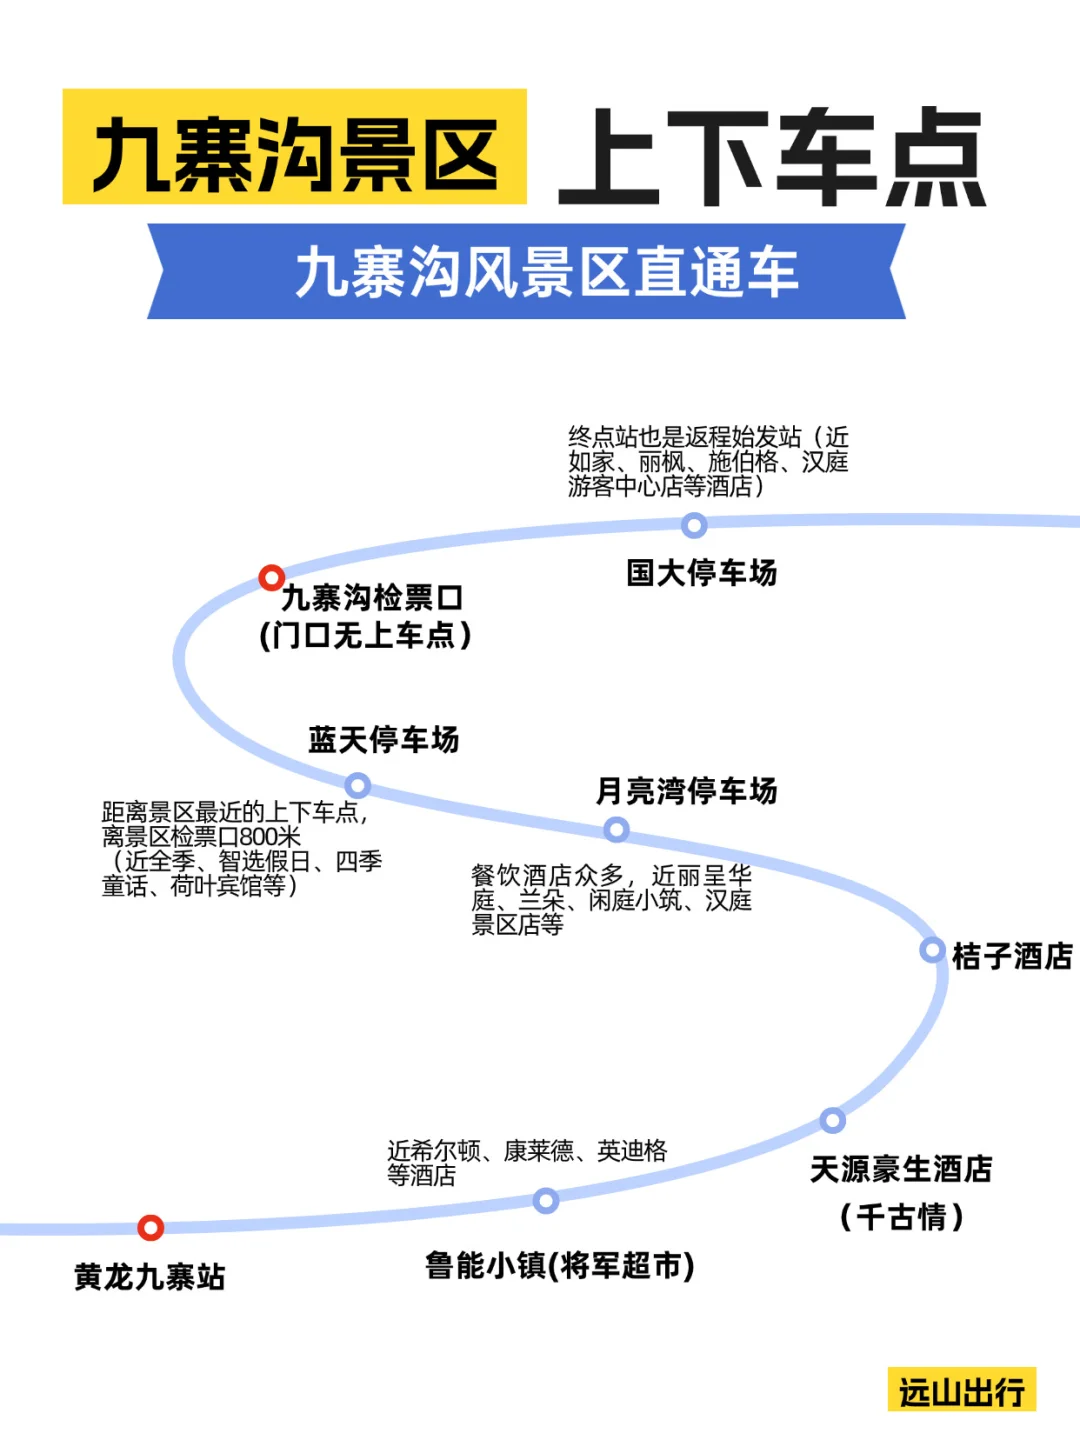 九寨沟景区 上下车点
九寨沟风景区直通车
终点站也是返程始发站（近
如家、丽枫、施伯格、汉庭
游客中心店等酒店）
国大停车场
九寨沟检票口
(门口无上车点)
蓝天停车场
距离景区最近的上下车点，
离景区检票口800米
（近全季、智选假日、四季
童话、荷叶宾馆等）
月亮湾停车场
餐饮酒店众多，近丽呈华
庭、兰朵、闲庭小筑、汉庭
景区店等
桔子酒店
天源豪生酒店
（千古情）
近希尔顿、康莱德、英迪格
等酒店
鲁能小镇(将军超市)
黄龙九寨站
远山出行